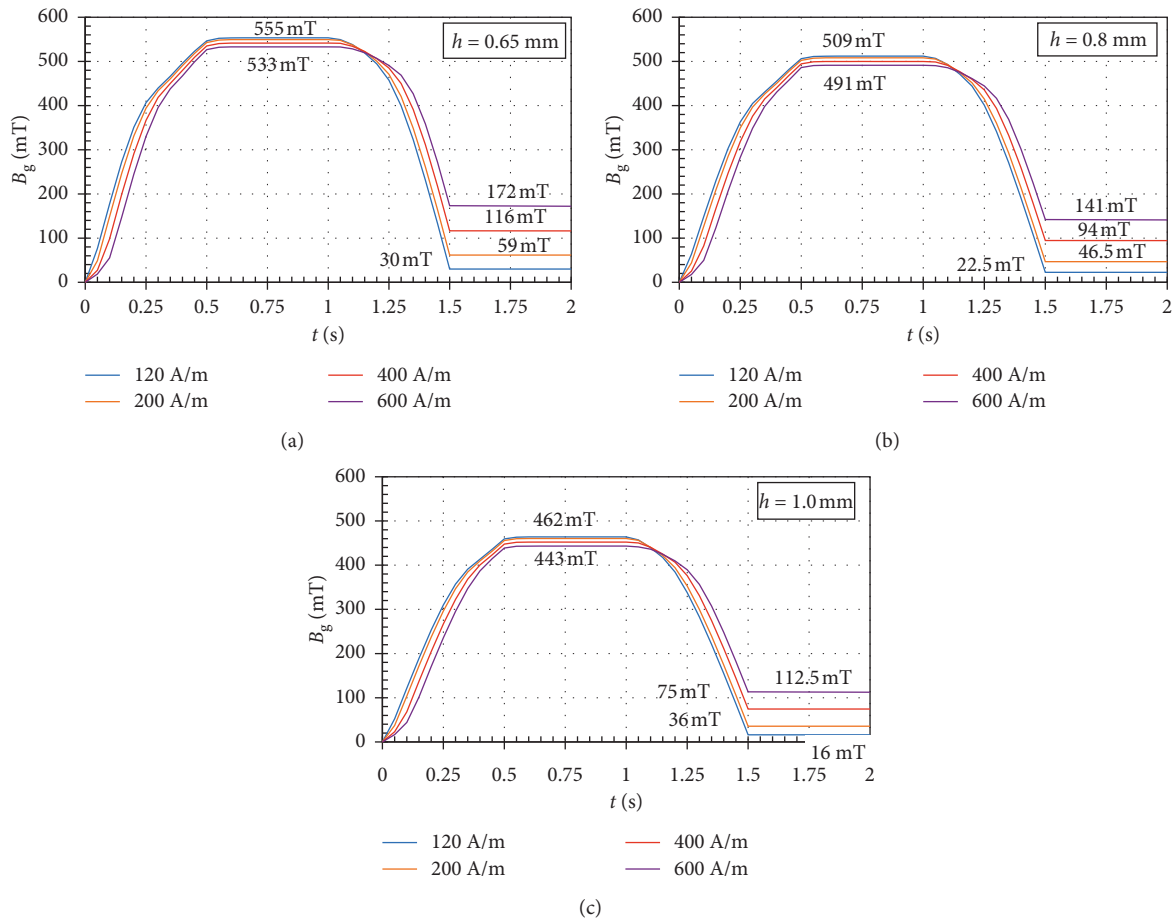 600
555 mT
h = 0.65 mm
500
533 mT
400
B_g (mT)
300
200
172 mT
116 mT
100
59 mT
30 mT
0
0 0.25 0.5 0.75 1 1.25 1.5 1.75 2
t (s)
120 A/m 400 A/m
200 A/m 600 A/m
(a)
600
509 mT
h = 0.8 mm
500
491 mT
400
B_g (mT)
300
200
141 mT
94 mT
100
46.5 mT
22.5 mT
0
0 0.25 0.5 0.75 1 1.25 1.5 1.75 2
t (s)
120 A/m 400 A/m
200 A/m 600 A/m
(b)
600
h = 1.0 mm
500
462 mT
443 mT
400
B_g (mT)
300
200
112.5 mT
75 mT
100
36 mT
16 mT
0
0 0.25 0.5 0.75 1 1.25 1.5 1.75 2
t (s)
120 A/m 400 A/m
200 A/m 600 A/m
(c)